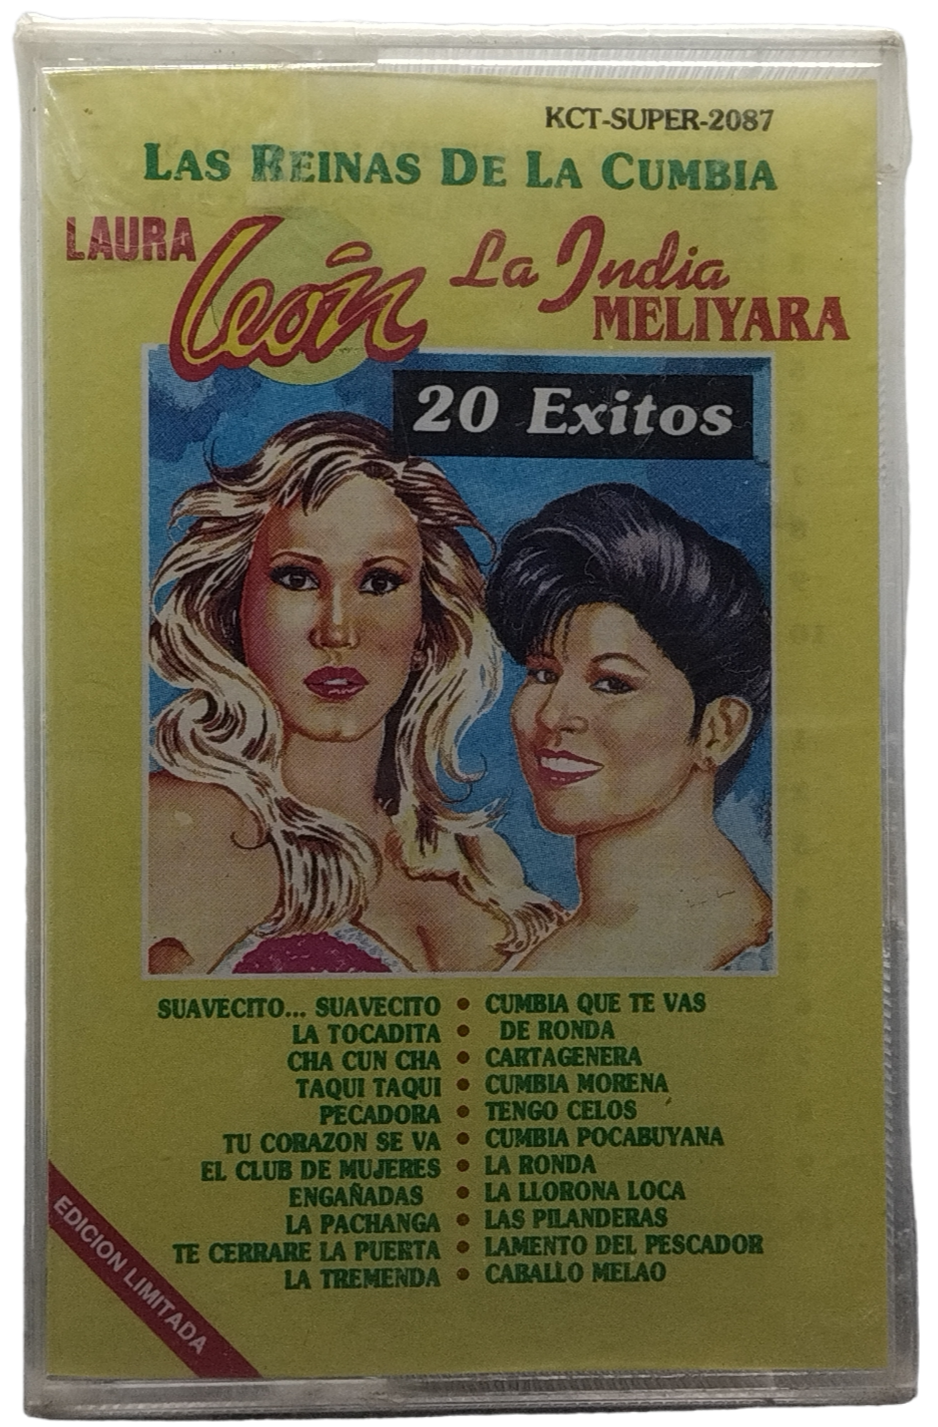 KCT-SUPER-2087
LAS REINAS DE LA CUMBIA
LAURA León
La India MELIYARA
20 Exitos
SUAVECITO... SUAVECITO
LA TOCADITA
CHA CUN CHA
TAQUI TAQUI
PECADORA
TU CORAZON SE VA
EL CLUB DE MUJERES
ENGAÑADAS
LA PACHANGA
TE CERRARE LA PUERTA
LA TREMENDA
CUMBIA QUE TE VAS
DE RONDA
CARTAGENERA
CUMBIA MORENA
TENGO CELOS
CUMBIA POCABUYANA
LA RONDA
LA LLORONA LOCA
LAS PILANDERAS
LAMENTO DEL PESCADOR
CABALLO MELAO
EDICION LIMITADA